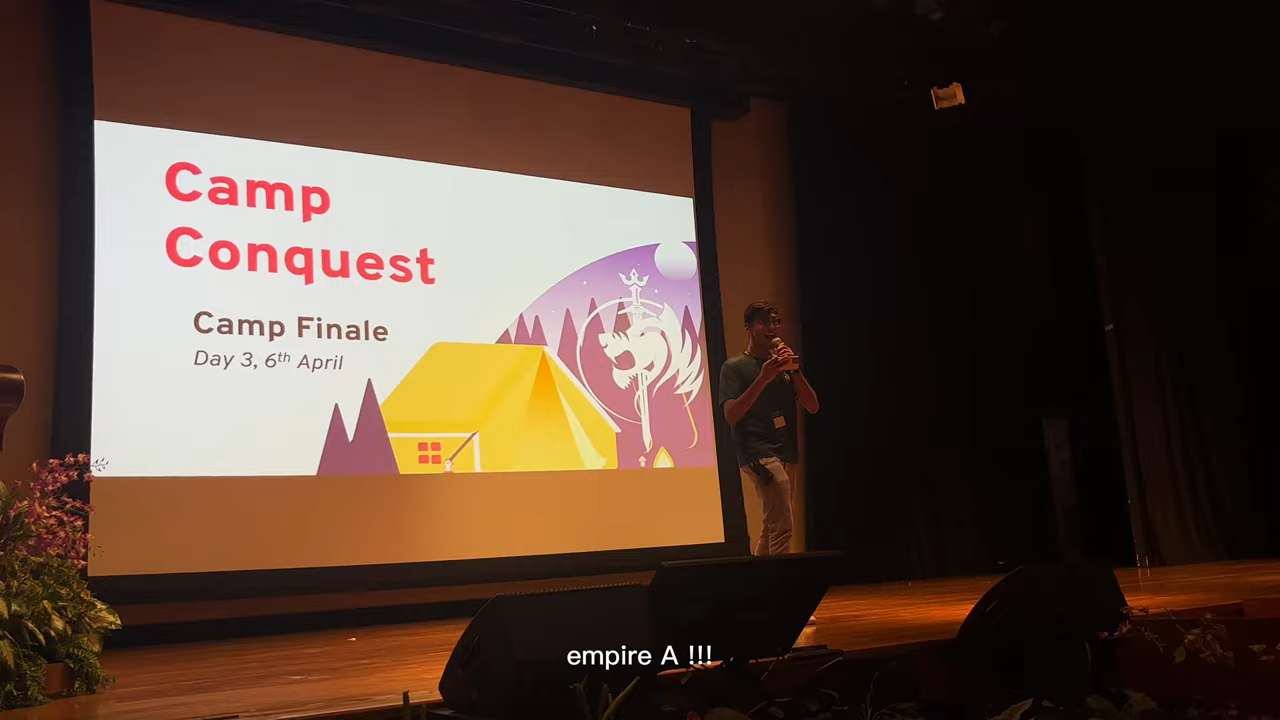 Camp
Conquest
Camp Finale
Day 3, 6th April
empire A !!!